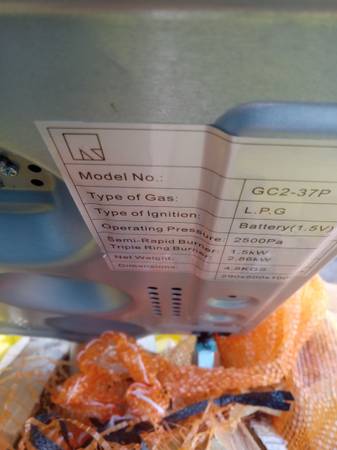 Model No.: GC2-37P
Type of Gas: L.P.G
Type of Ignition: Battery(1.5V)
Operating Pressure: 2500Pa
Semi-Rapid Burner: 1.5kW
Triple Ring Burner: 2.86kW
Net Weight: 4.8KGS
Dimensions: